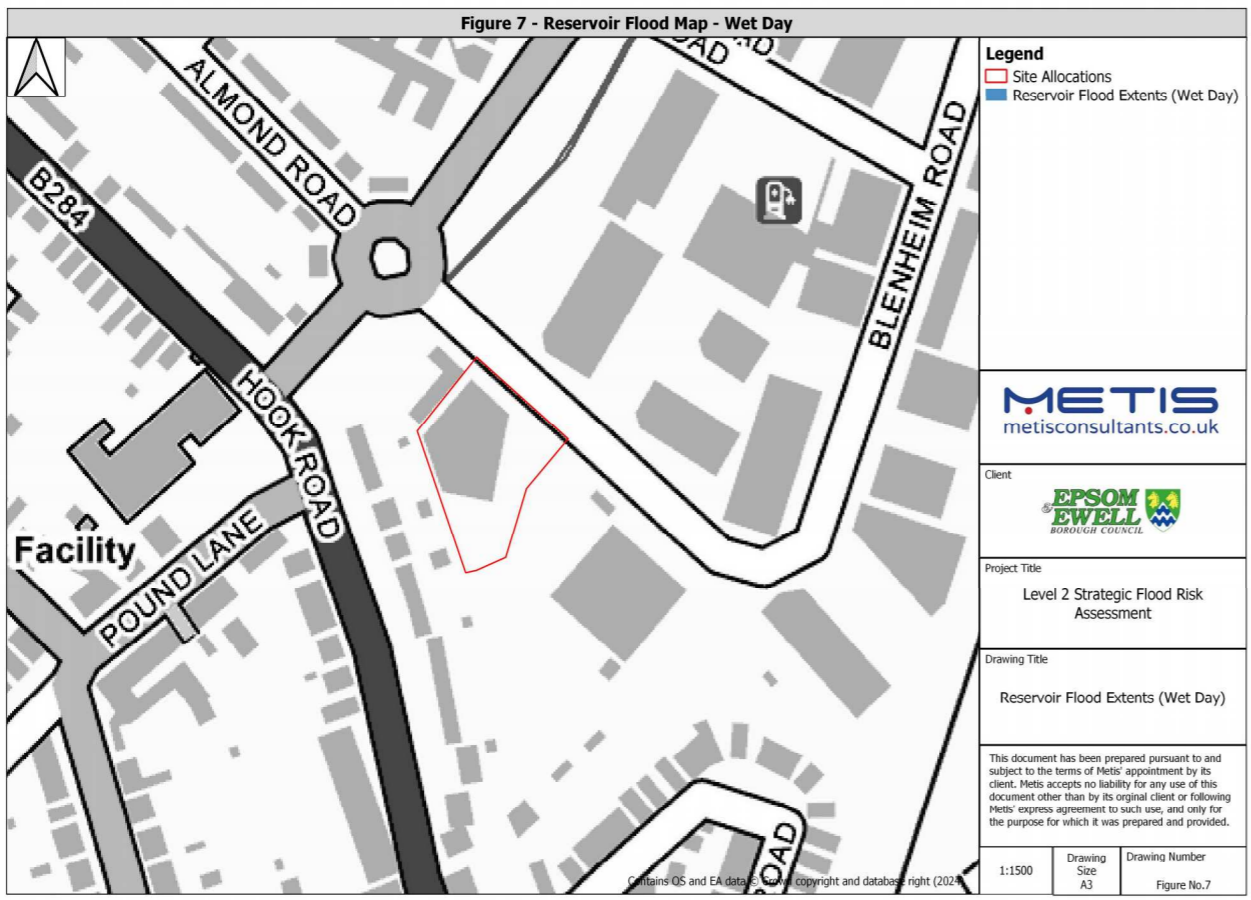 Figure 7 - Reservoir Flood Map - Wet Day
ALMOND ROAD
B284
HOOK ROAD
POUND LANE
Facility
BLENHEIM ROAD
ROAD
Contains OS and EA data © Crown copyright and database right (2024
Legend
Site Allocations
Reservoir Flood Extents (Wet Day)
METIS
metisconsultants.co.uk
Client
EPSOM
& EWELL
BOROUGH COUNCIL
Project Title
Level 2 Strategic Flood Risk
Assessment
Drawing Title
Reservoir Flood Extents (Wet Day)
This document has been prepared pursuant to and
subject to the terms of Metis' appointment by its
client. Metis accepts no liability for any use of this
document other than by its orginal client or following
Metis' express agreement to such use, and only for
the purpose for which it was prepared and provided.
1:1500
Drawing
Size
A3
Drawing Number
Figure No.7